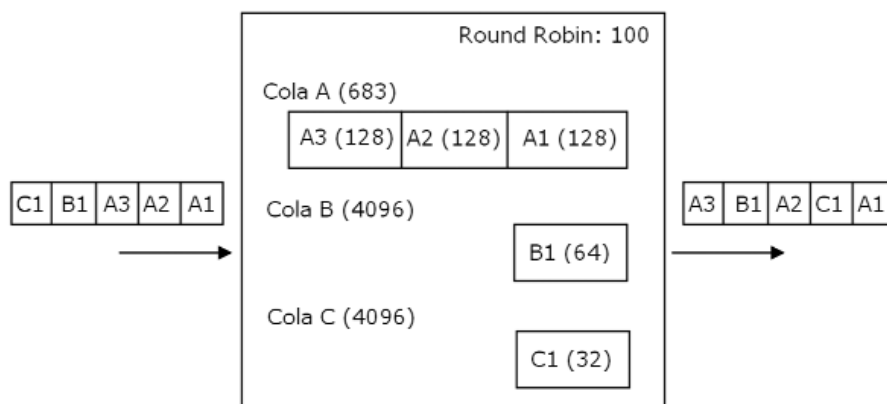 Round Robin: 100
Cola A (683)
A3 (128) A2 (128) A1 (128)
C1 B1 A3 A2 A1
Cola B (4096)
B1 (64)
A3 B1 A2 C1 A1
Cola C (4096)
C1 (32)